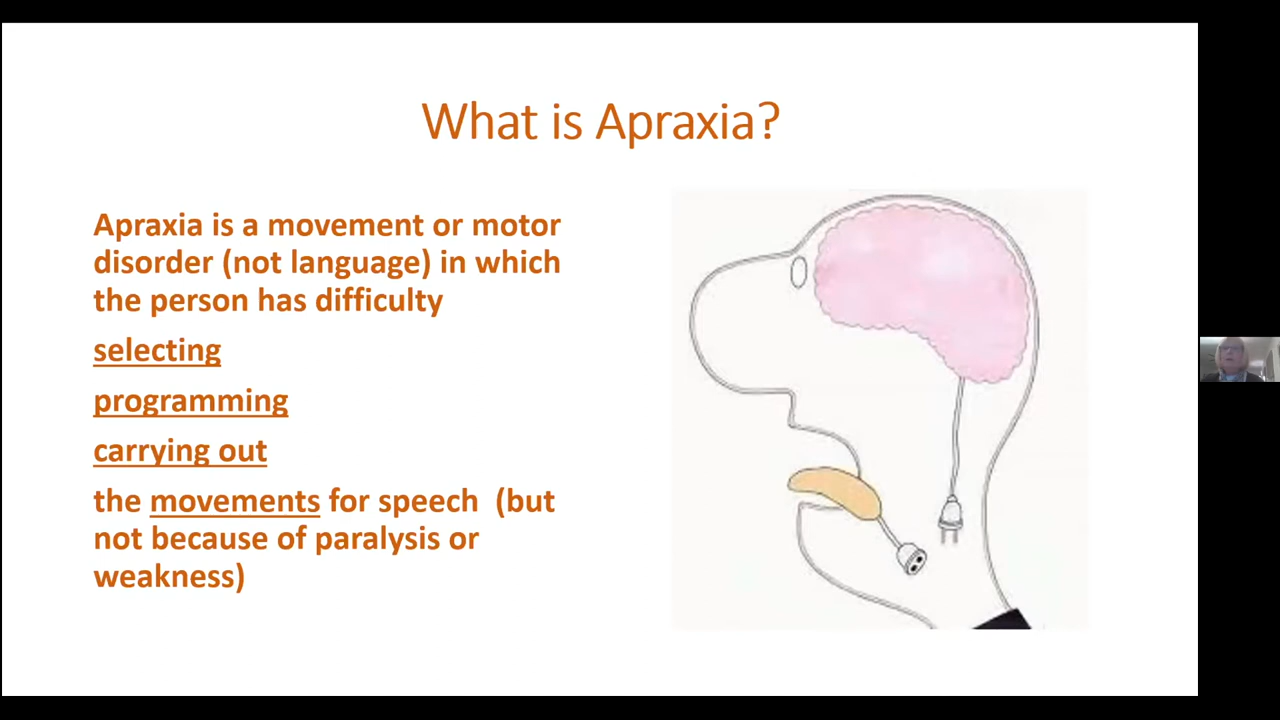 What is Apraxia?
Apraxia is a movement or motor
disorder (not language) in which
the person has difficulty
selecting
programming
carrying out
the movements for speech  (but
not because of paralysis or
weakness)